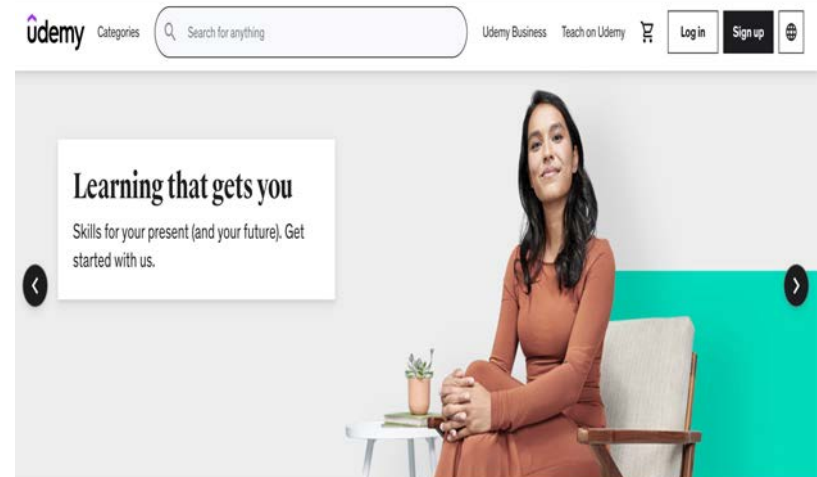 ûdemy Categories Search for anything Udemy Business Teach on Udemy Log in Sign up
Learning that gets you
Skills for your present (and your future). Get
started with us.